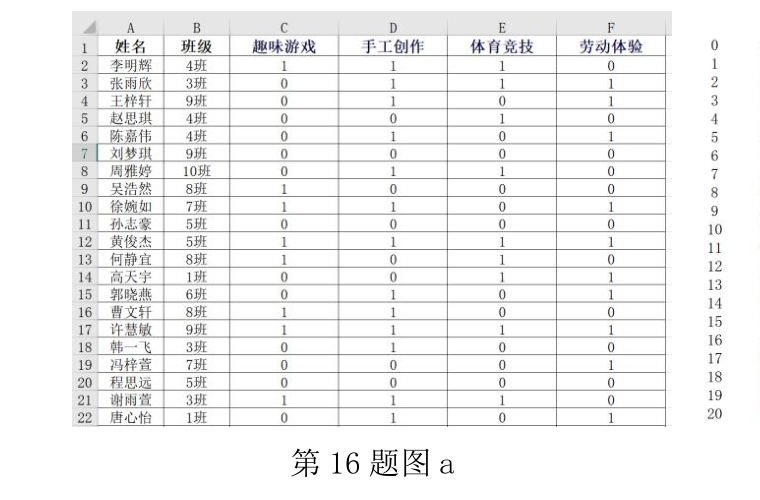 A B C D E F
1 姓名 班级 趣味游戏 手工创作 体育竞技 劳动体验 0
2 李明辉 4班 1 1 1 0 1
3 张雨欣 3班 0 1 1 1 2
4 王梓轩 9班 0 1 0 1 3
5 赵思琪 4班 0 0 1 0 4
6 陈嘉伟 4班 0 1 0 1 5
7 刘梦琪 9班 0 0 0 0 6
8 周雅婷 10班 0 1 1 0 7
9 吴浩然 8班 1 0 0 0 8
10 徐婉如 7班 1 1 0 1 9
11 孙志豪 5班 0 0 0 0 10
12 黄俊杰 5班 1 1 1 1 11
13 何静宜 8班 1 0 1 0 12
14 高天宇 1班 0 0 1 1 13
15 郭晓燕 6班 0 1 0 1 14
16 曹文轩 8班 1 1 0 0 15
17 许慧敏 9班 1 1 1 1 16
18 韩一飞 3班 0 1 0 0 17
19 冯梓萱 7班 0 0 0 1 18
20 程思远 5班 0 0 0 0 19
21 谢雨萱 3班 1 1 1 0 20
22 唐心怡 1班 0 1 0 1
第16题图a